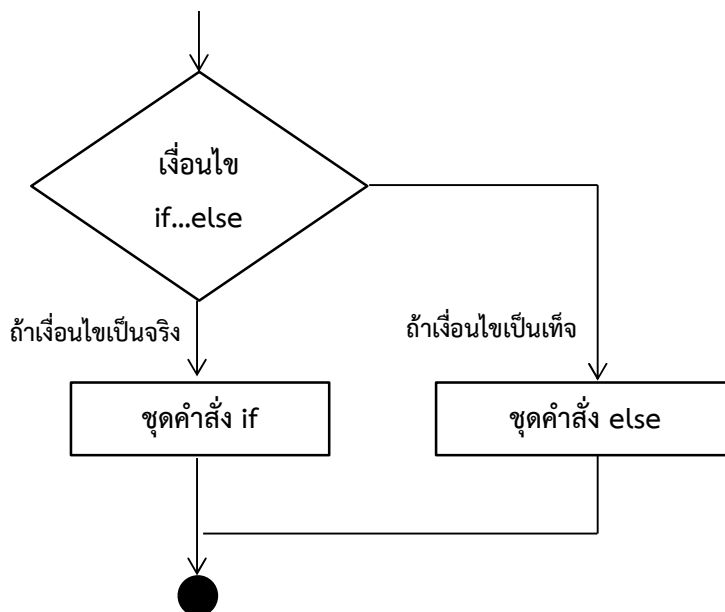 เงื่อนไข
if...else
ถ้าเงื่อนไขเป็นจริง
ถ้าเงื่อนไขเป็นเท็จ
ชุดคำสั่ง if
ชุดคำสั่ง else